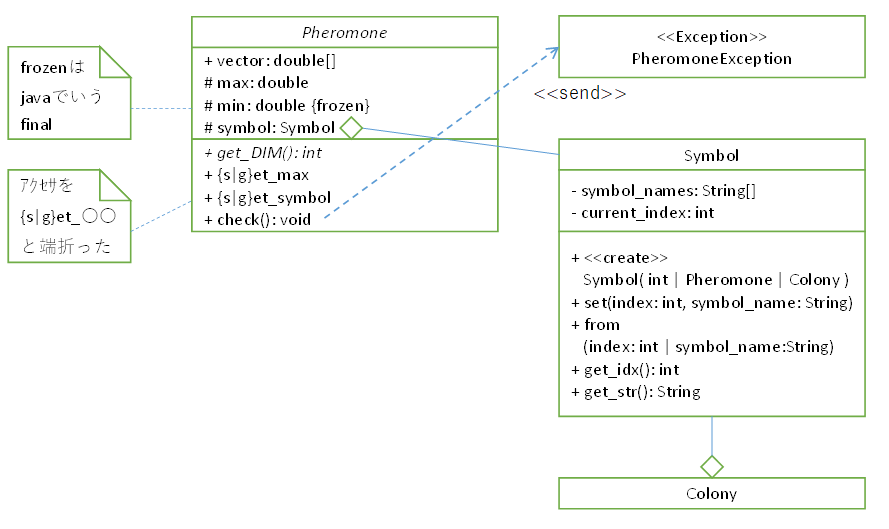 frozenは
javaでいう
final
ｱｸｾｻを
{s|g}et_○○
と端折った
Pheromone
+ vector: double[]
# max: double
# min: double {frozen}
# symbol: Symbol
+ get_DIM(): int
+ {s|g}et_max
+ {s|g}et_symbol
+ check(): void
<<Exception>>
PheromoneException
<<send>>
Symbol
- symbol_names: String[]
- current_index: int
+ <<create>>
Symbol( int | Pheromone | Colony )
+ set(index: int, symbol_name: String)
+ from
(index: int | symbol_name:String)
+ get_idx(): int
+ get_str(): String
Colony